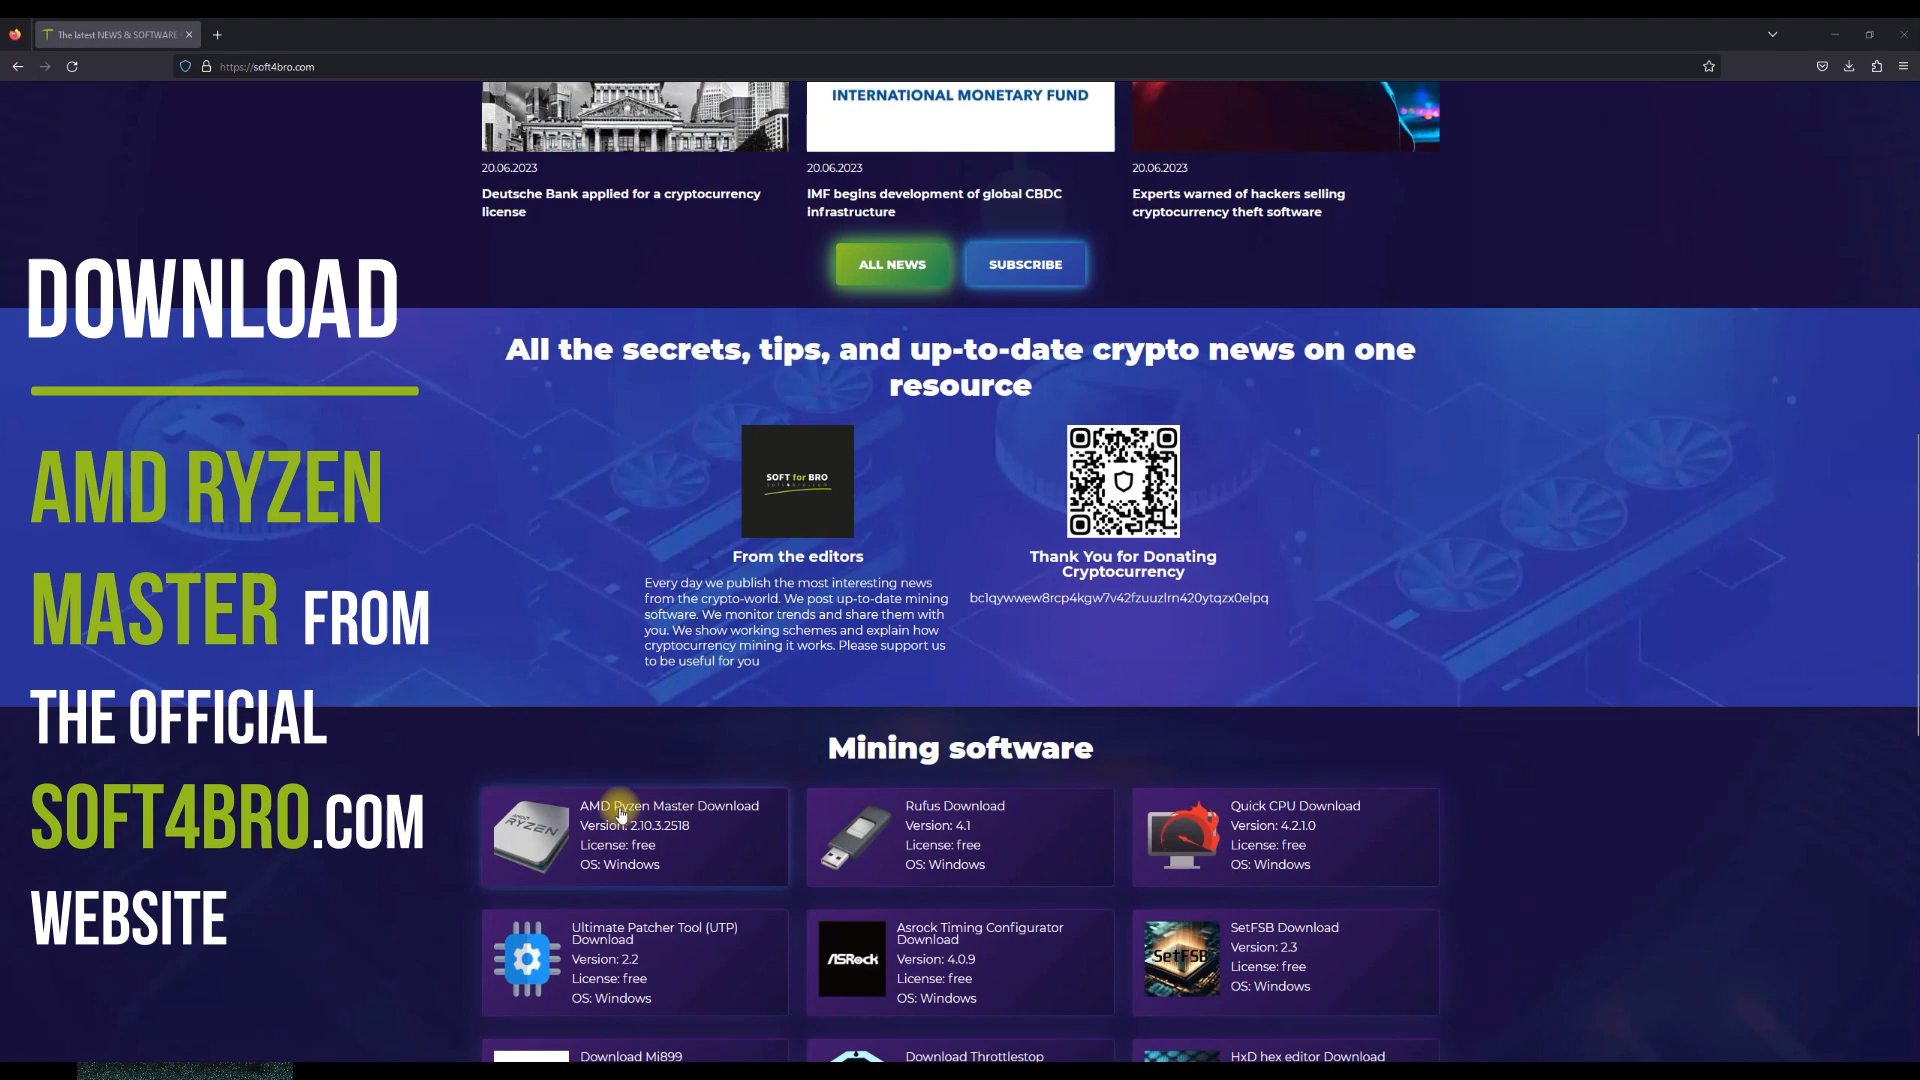 The latest NEWS & SOFTWARE
https://soft4bro.com
INTERNATIONAL MONETARY FUND
20.06.2023
Deutsche Bank applied for a cryptocurrency
license
20.06.2023
IMF begins development of global CBDC
infrastructure
20.06.2023
Experts warned of hackers selling
cryptocurrency theft software
ALL NEWS
SUBSCRIBE
DOWNLOAD
AMD RYZEN
MASTER FROM
THE OFFICIAL
SOFT4BRO.COM
WEBSITE
All the secrets, tips, and up-to-date crypto news on one
resource
SOFT for BRO
soft4bro.com
From the editors
Every day we publish the most interesting news
from the crypto-world. We post up-to-date mining
software. We monitor trends and share them with
you. We show working schemes and explain how
cryptocurrency mining it works. Please support us
to be useful for you
Thank You for Donating
Cryptocurrency
bc1qywwew8rcp4kgw7v42fzuuzlrn420ytqzx0elpq
Mining software
AMD RYZEN
AMD Ryzen Master Download
Version: 2.10.3.2518
License: free
OS: Windows
Rufus Download
Version: 4.1
License: free
OS: Windows
Quick CPU Download
Version: 4.2.1.0
License: free
OS: Windows
Ultimate Patcher Tool (UTP)
Download
Version: 2.2
License: free
OS: Windows
ASRock
Asrock Timing Configurator
Download
Version: 4.0.9
License: free
OS: Windows
SetFSB
SetFSB Download
Version: 2.3
License: free
OS: Windows
Download Mi899
Download Throttlestop
HxD hex editor Download